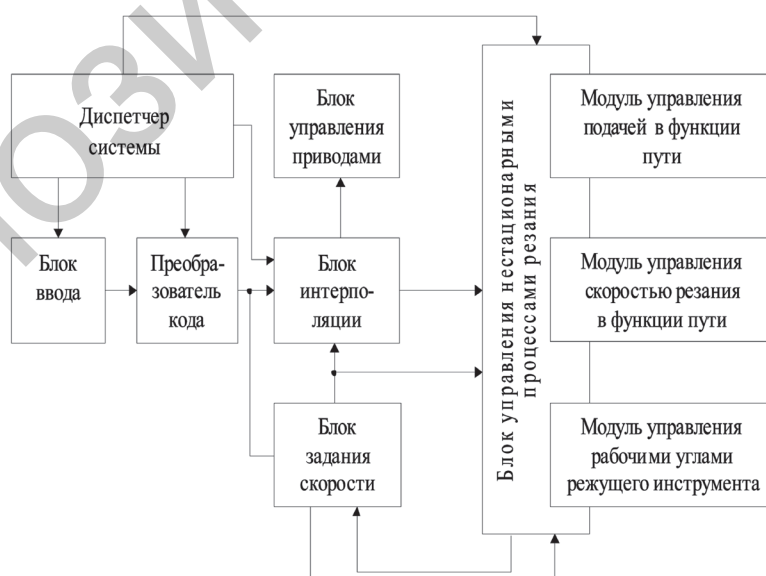 Диспетчер
системы
Блок
управления
приводами
Модуль управления
подачей в функции
пути
Блок
ввода
Преобра-
зователь
кода
Блок
интерпо-
ляции
Блок управления нестационарными
процессами резания
Модуль управления
скоростью резания
в функции пути
Блок
задания
скорости
Модуль управления
рабочими углами
режущего инструмента